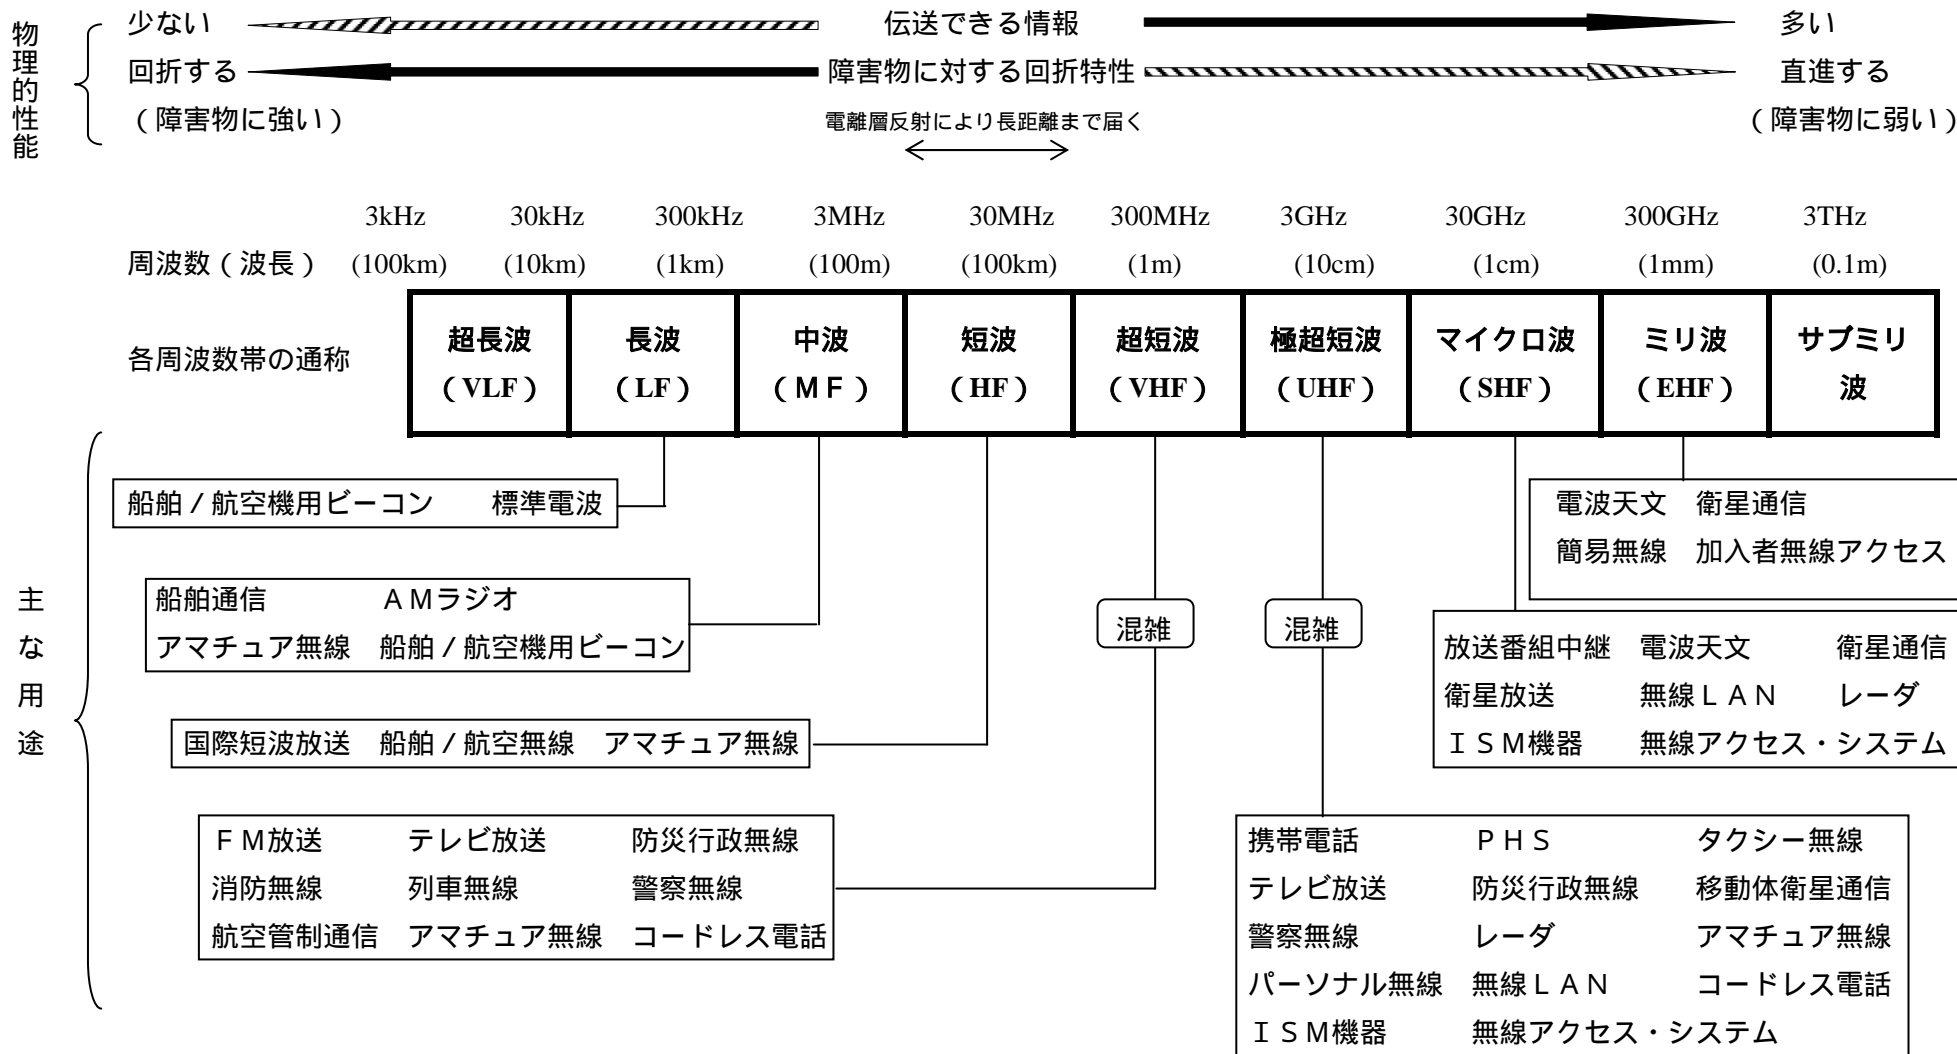 物理的性能
少ない 伝送できる情報 多い
回折する 障害物に対する回折特性 直進する
（障害物に強い） 電離層反射により長距離まで届く （障害物に弱い）
3kHz 30kHz 300kHz 3MHz 30MHz 300MHz 3GHz 30GHz 300GHz 3THz
周波数（波長） (100km) (10km) (1km) (100m) (100km) (1m) (10cm) (1cm) (1mm) (0.1m)
各周波数帯の通称
超長波
（VLF）
長波
（LF）
中波
（ＭＦ）
短波
（HF）
超短波
（VHF）
極超短波
（UHF）
マイクロ波
（SHF）
ミリ波
（EHF）
サブミリ
波
主な用途
船舶／航空機用ビーコン 標準電波
船舶通信 ＡＭラジオ
アマチュア無線 船舶／航空機用ビーコン
国際短波放送 船舶／航空無線 アマチュア無線
混雑
ＦＭ放送 テレビ放送 防災行政無線
消防無線 列車無線 警察無線
航空管制通信 アマチュア無線 コードレス電話
混雑
携帯電話 ＰＨＳ タクシー無線
テレビ放送 防災行政無線 移動体衛星通信
警察無線 レーダ アマチュア無線
パーソナル無線 無線ＬＡＮ コードレス電話
ＩＳＭ機器 無線アクセス・システム
放送番組中継 電波天文 衛星通信
衛星放送 無線ＬＡＮ レーダ
ＩＳＭ機器 無線アクセス・システム
電波天文 衛星通信
簡易無線 加入者無線アクセス